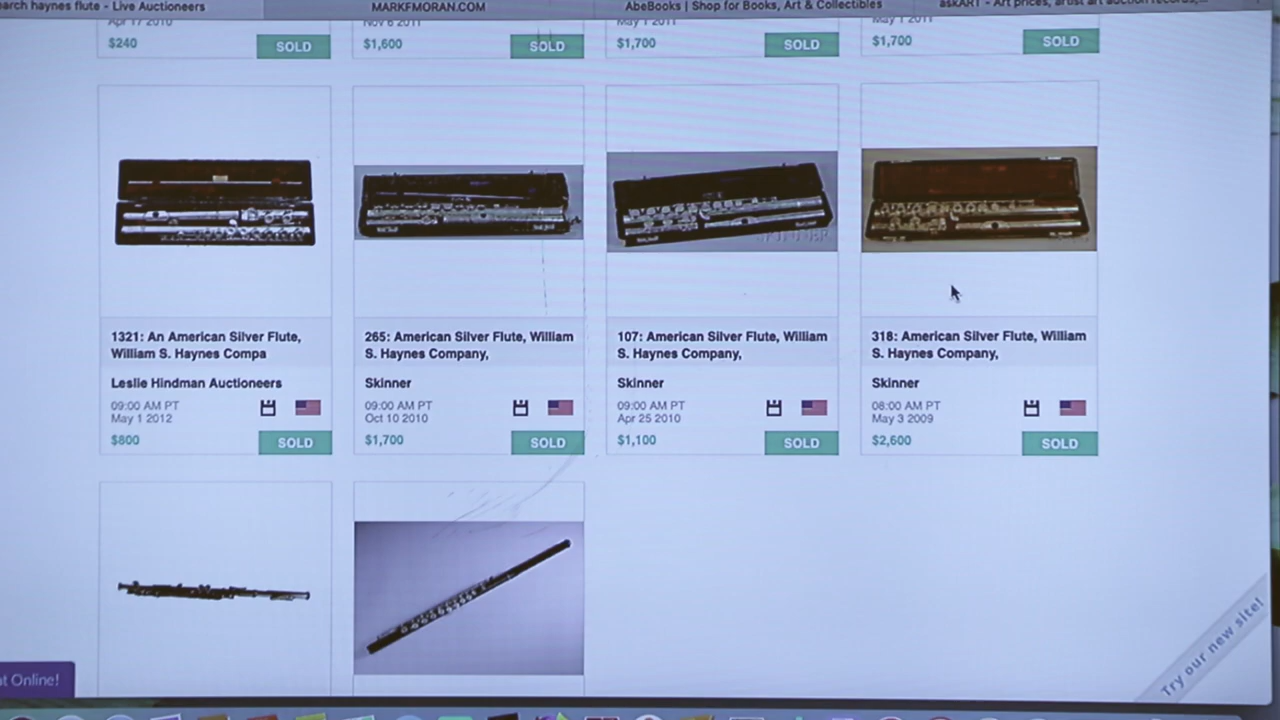 arch haynes flute - Live Auctioneers
MARKFMORAN.COM
AbeBooks | Shop for Books, Art & Collectibles
askART - Art prices, artist art auction records,...
Apr 17 2010
Nov 6 2011
May 1 2011
May 1 2011
$240
SOLD
$1,600
SOLD
$1,700
SOLD
$1,700
SOLD
SKINNER
1321: An American Silver Flute,
William S. Haynes Compa
Leslie Hindman Auctioneers
09:00 AM PT
May 1 2012
$800
SOLD
265: American Silver Flute, William
S. Haynes Company,
Skinner
09:00 AM PT
Oct 10 2010
$1,700
SOLD
107: American Silver Flute, William
S. Haynes Company,
Skinner
09:00 AM PT
Apr 25 2010
$1,100
SOLD
318: American Silver Flute, William
S. Haynes Company,
Skinner
08:00 AM PT
May 3 2009
$2,600
SOLD
at Online!
Try our new site!